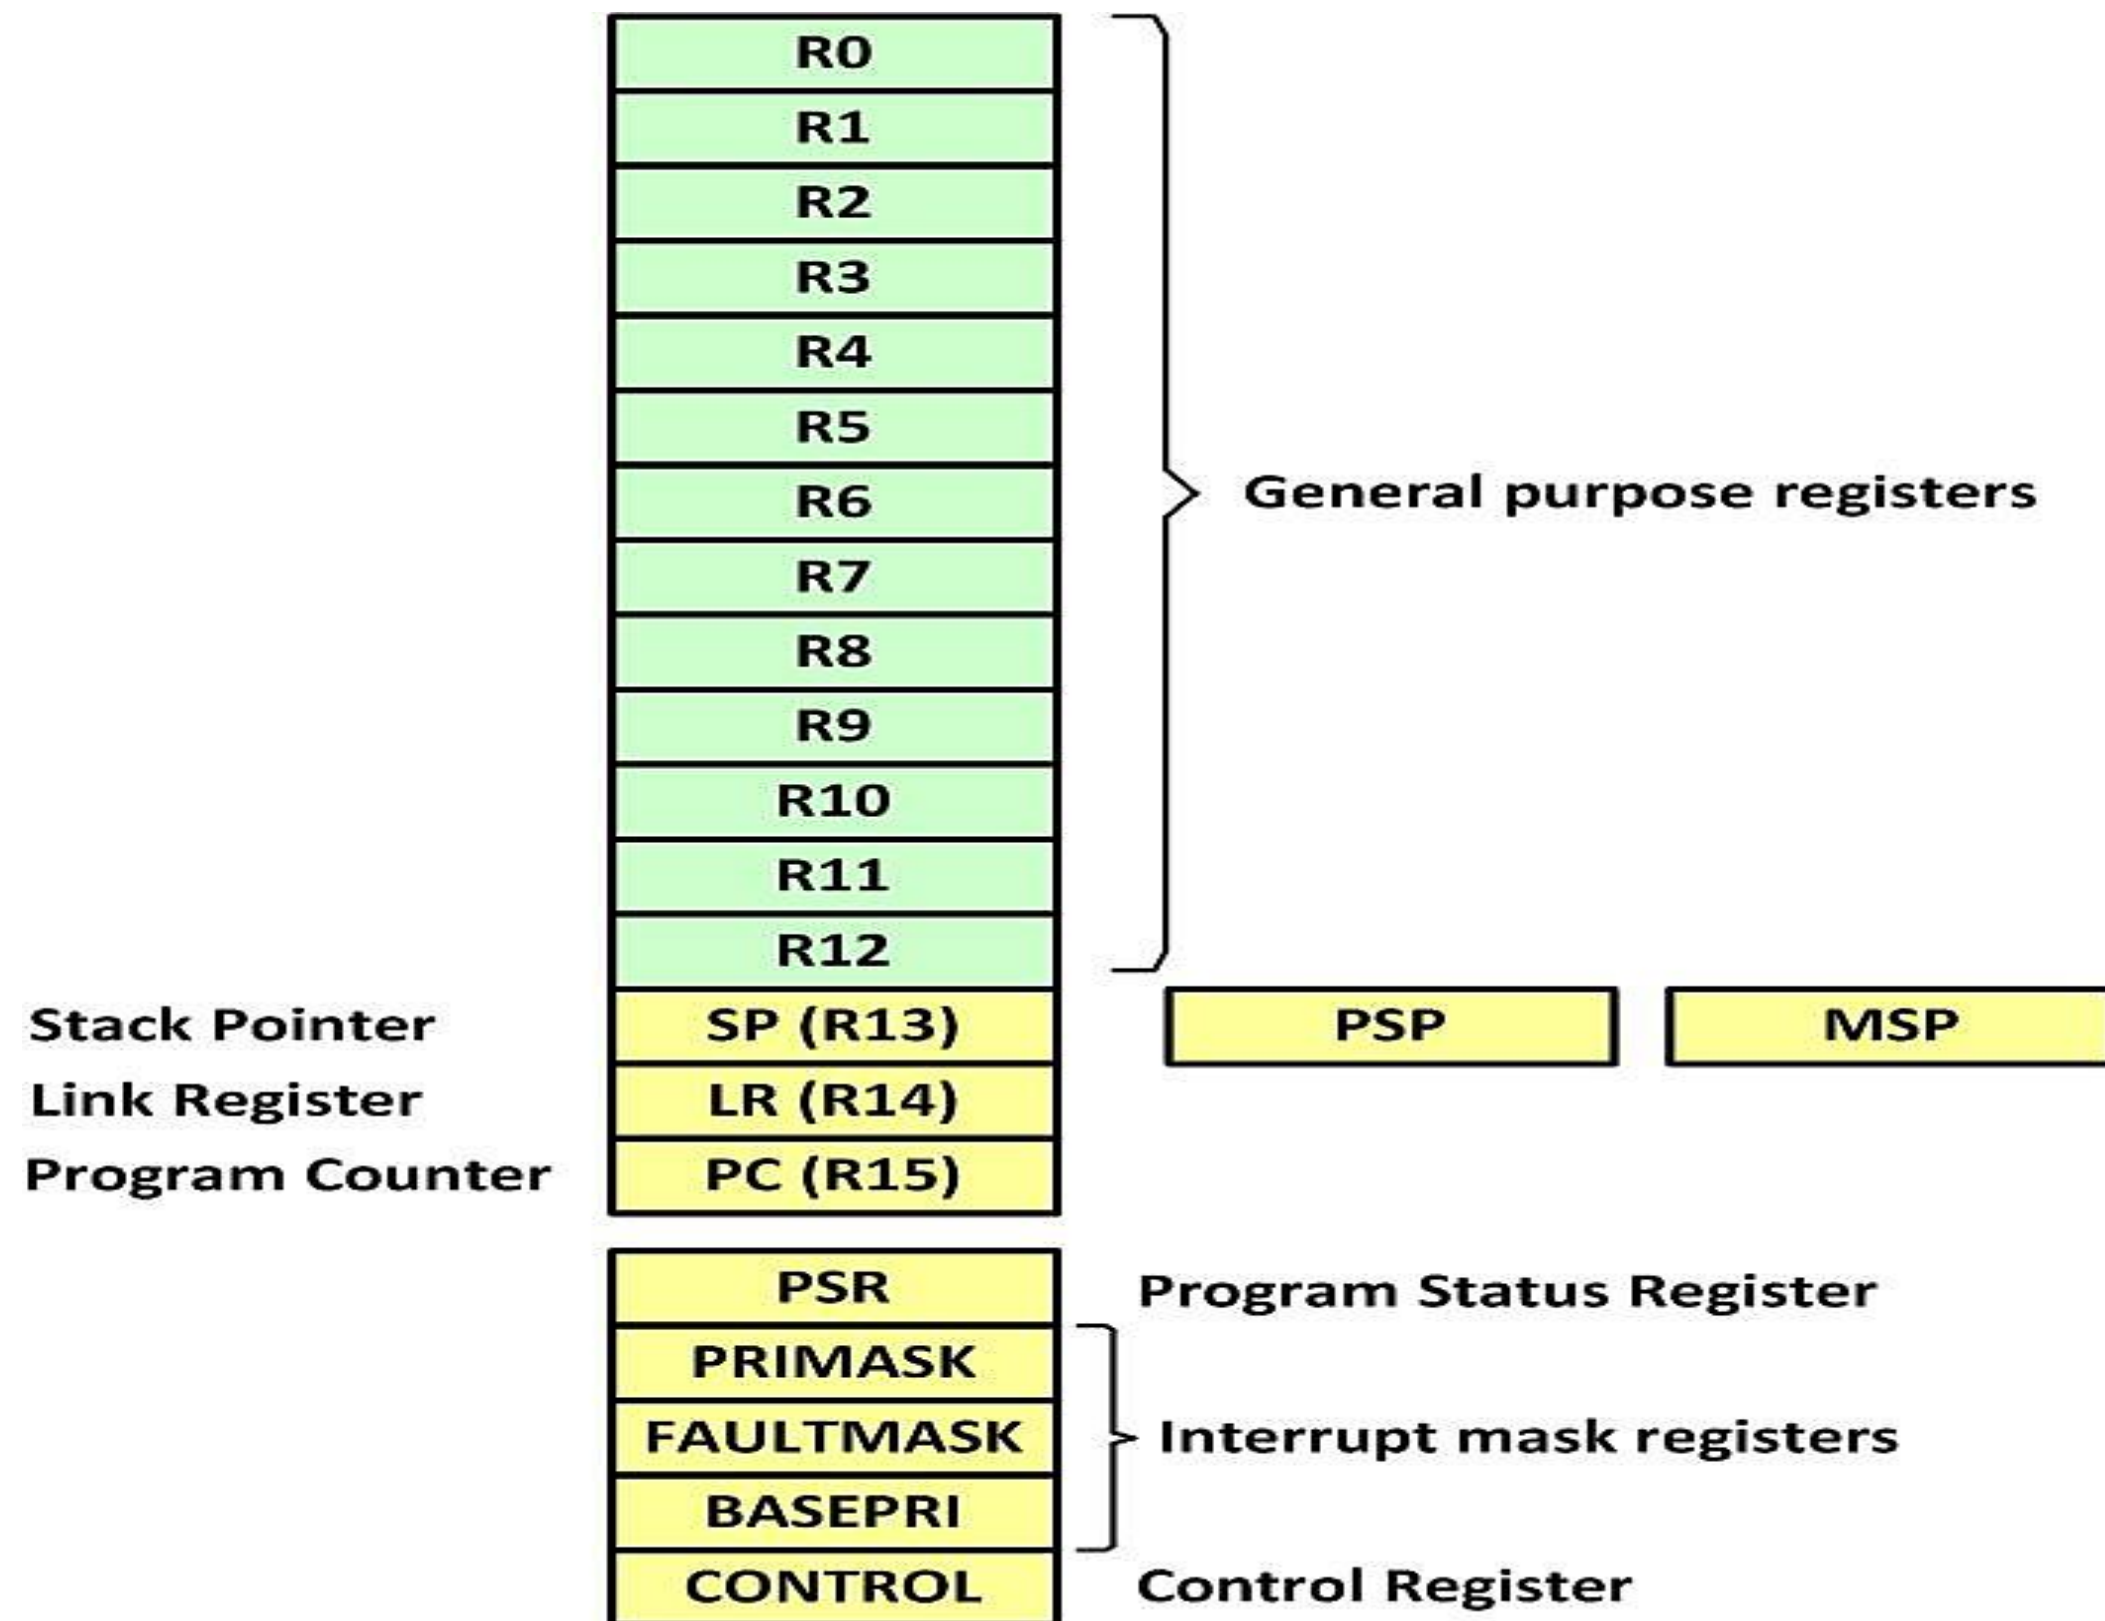 R0
R1
R2
R3
R4
R5
R6
General purpose registers
R7
R8
R9
R10
R11
R12
Stack Pointer SP (R13) PSP MSP
Link Register LR (R14)
Program Counter PC (R15)
PSR Program Status Register
PRIMASK
FAULTMASK Interrupt mask registers
BASEPRI
CONTROL Control Register